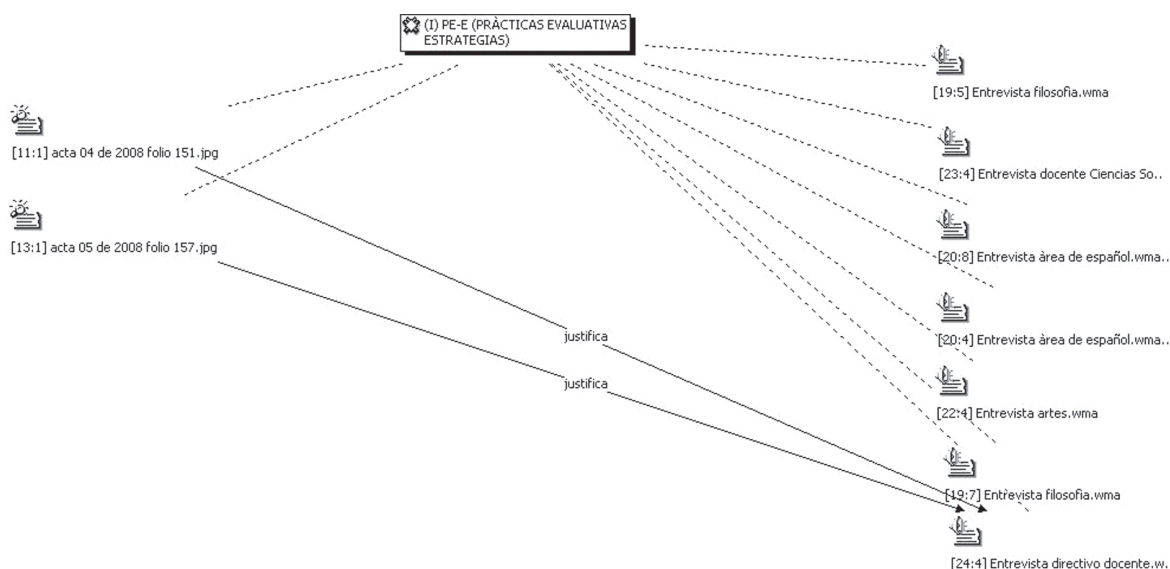 (I) PE-E (PRÀCTICAS EVALUATIVAS
ESTRATEGIAS)
[19:5] Entrevista filosofia.wma
[11:1] acta 04 de 2008 folio 151.jpg
[23:4] Entrevista docente Ciencias So..
[13:1] acta 05 de 2008 folio 157.jpg
[20:8] Entrevista àrea de español.wma..
justifica
[20:4] Entrevista àrea de español.wma..
justifica
[22:4] Entrevista artes.wma
[19:7] Entrevista filosofia.wma
[24:4] Entrevista directivo docente.w.